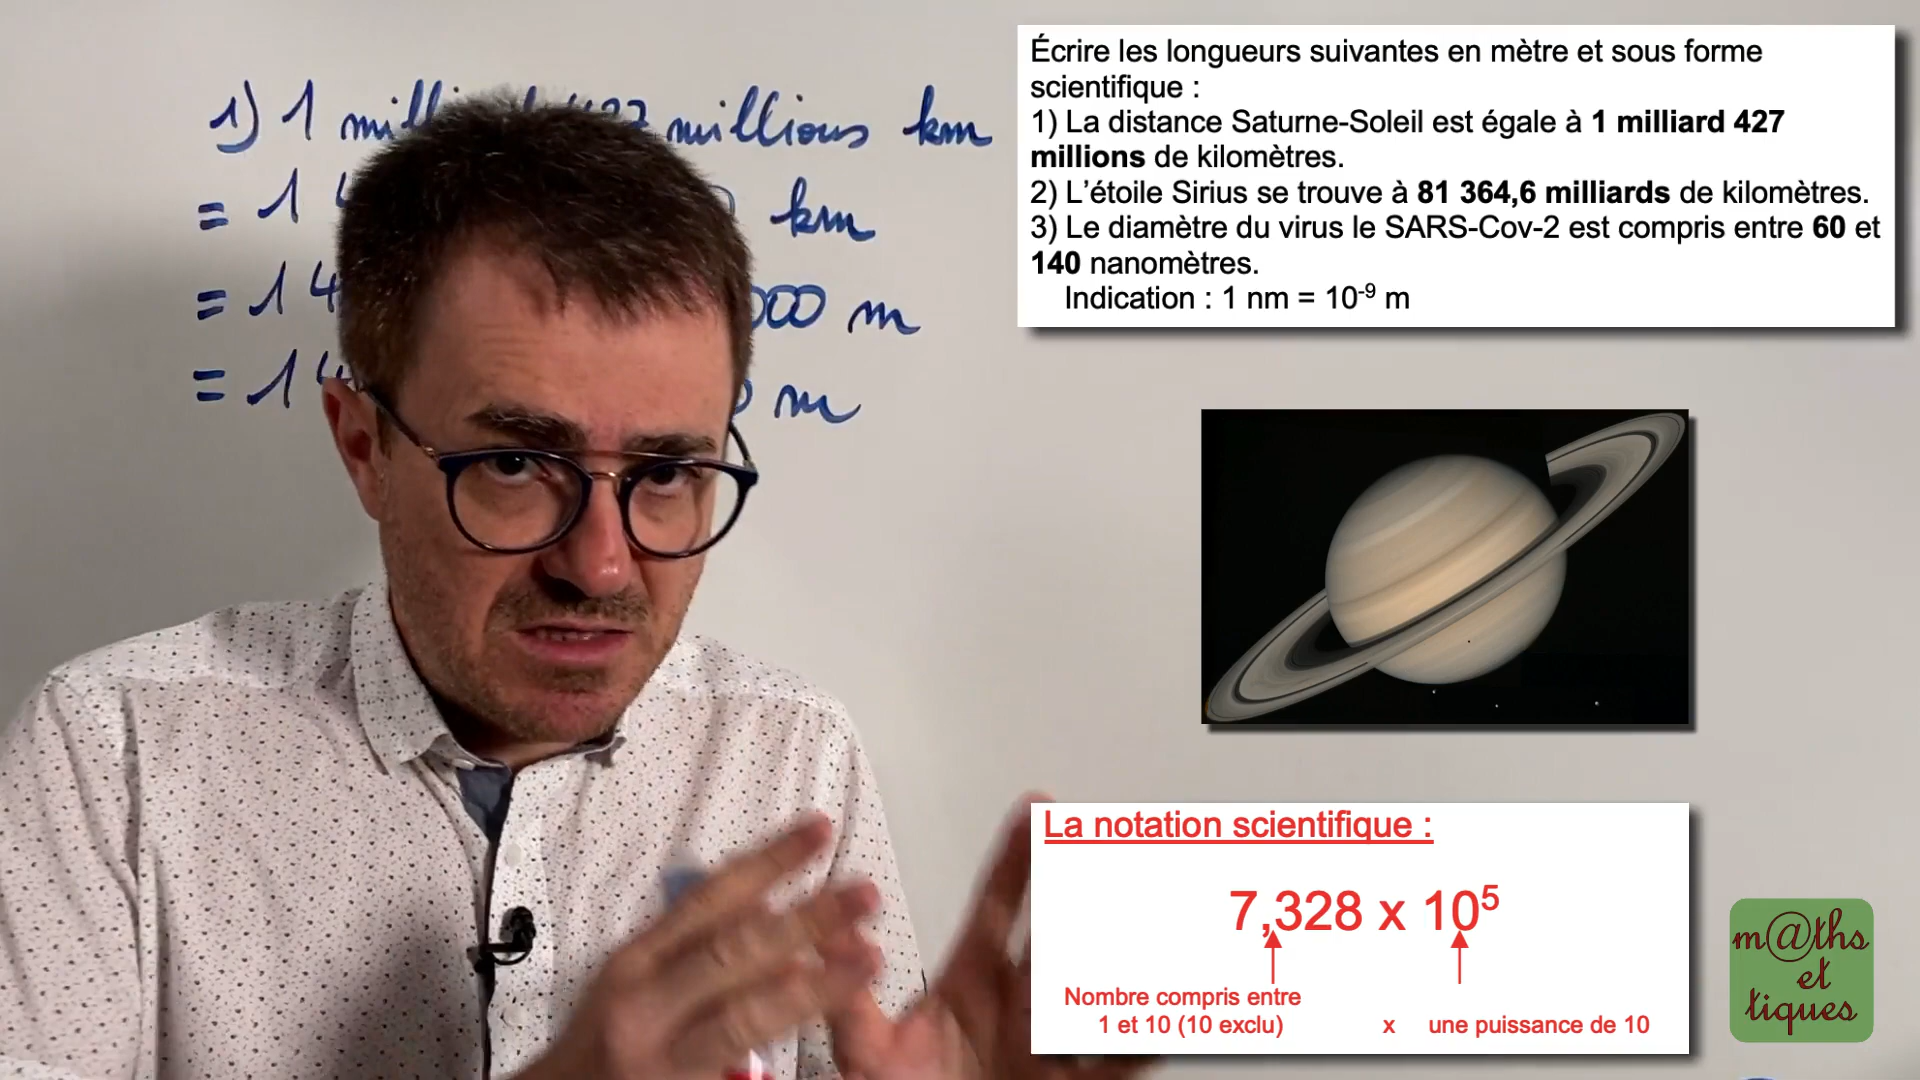 1) 1 millions km
= 1 km
= 1 4 000 m
= 1 4 m
Écrire les longueurs suivantes en mètre et sous forme
scientifique :
1) La distance Saturne-Soleil est égale à 1 milliard 427
millions de kilomètres.
2) L’étoile Sirius se trouve à 81 364,6 milliards de kilomètres.
3) Le diamètre du virus le SARS-Cov-2 est compris entre 60 et
140 nanomètres.
Indication : 1 nm = 10⁻⁹ m
La notation scientifique :
7,328 x 10⁵
Nombre compris entre
1 et 10 (10 exclu) x une puissance de 10
m@ths
et
tiques